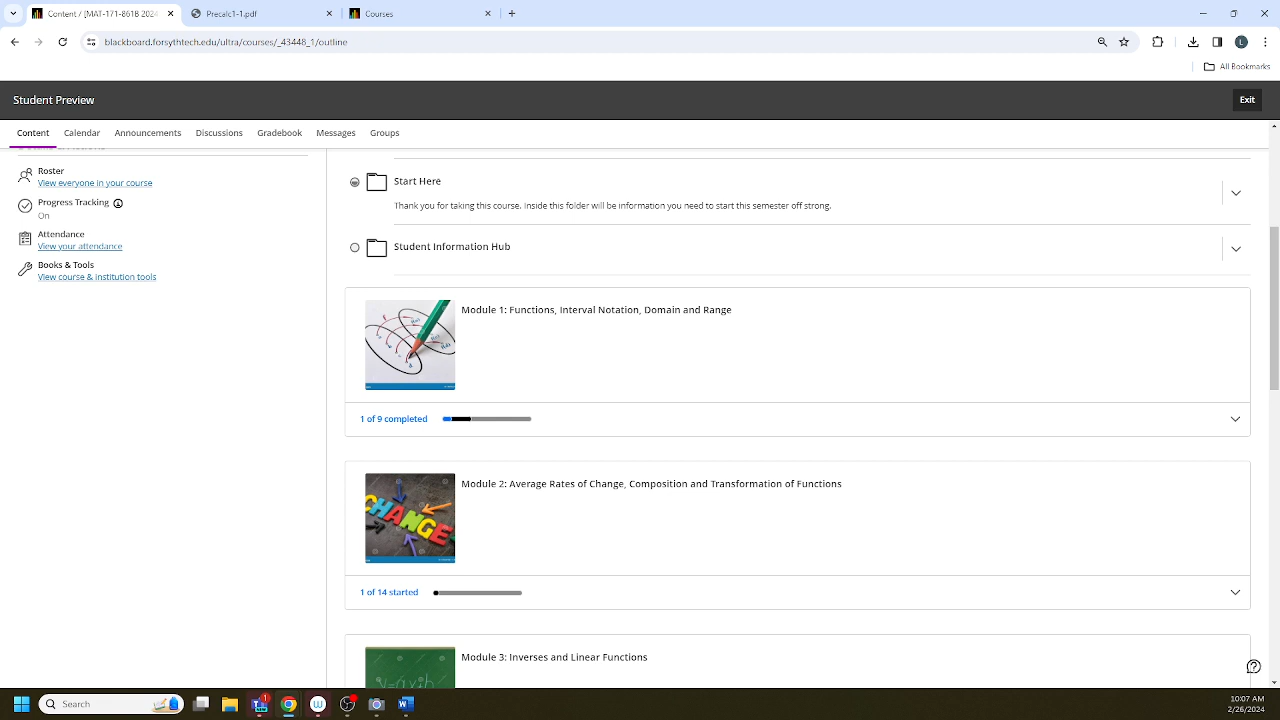 Content / [MAT-171-861B 2024
Precalc1-1.pdf
Courses
blackboard.forsythtech.edu/ultra/courses/_43448_1/outline
All Bookmarks
Student Preview
Exit
Content
Calendar
Announcements
Discussions
Gradebook
Messages
Groups
Roster
View everyone in your course
Progress Tracking
On
Attendance
View your attendance
Books & Tools
View course & institution tools
Start Here
Thank you for taking this course. Inside this folder will be information you need to start this semester off strong.
Student Information Hub
Module 1: Functions, Interval Notation, Domain and Range
1 of 9 completed
Module 2: Average Rates of Change, Composition and Transformation of Functions
CHANGE
1 of 14 started
Module 3: Inverses and Linear Functions
Search
10:07 AM
2/26/2024